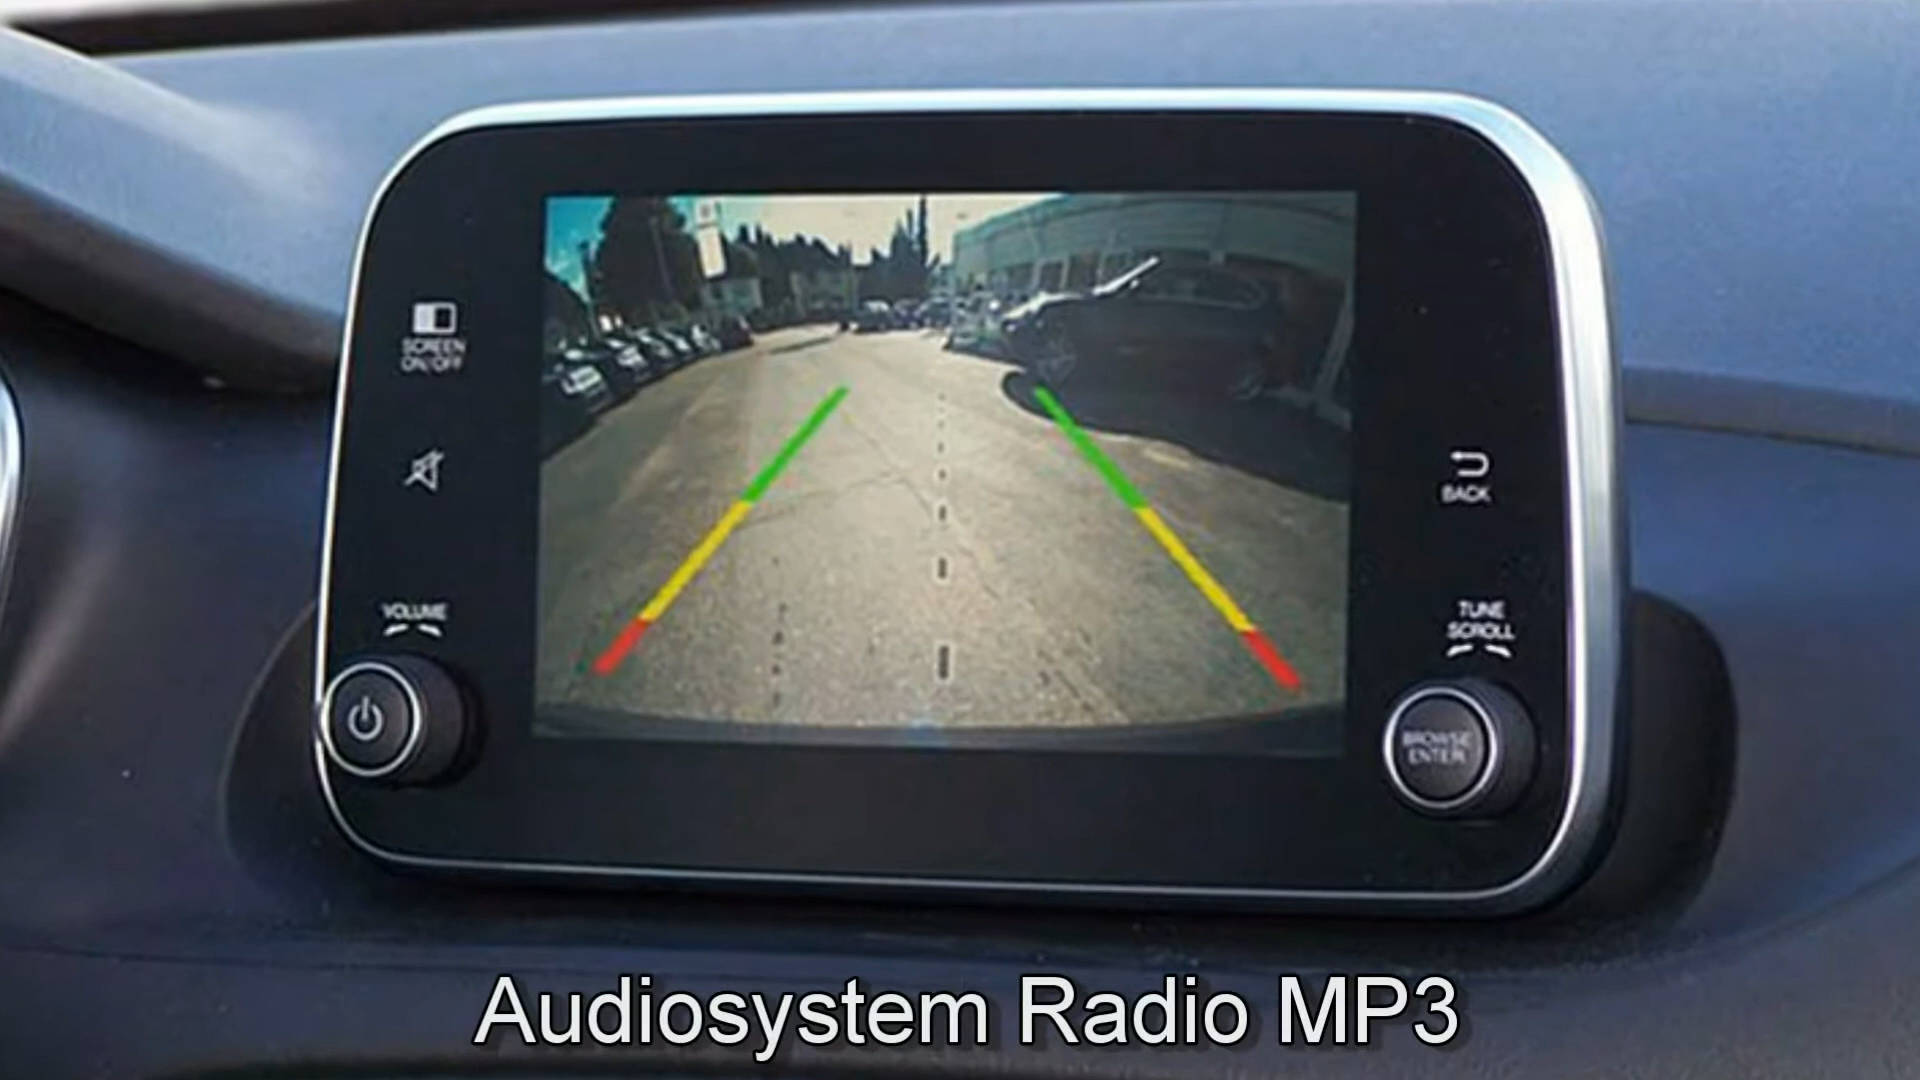 SCREEN
ON/OFF
VOLUME
BACK
TUNE
SCROLL
BROWSE
ENTER
Audiosystem Radio MP3